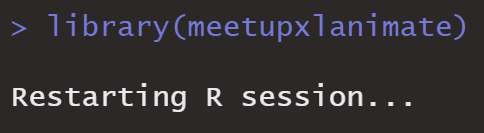 > library(meetupxlanimate)
Restarting R session...